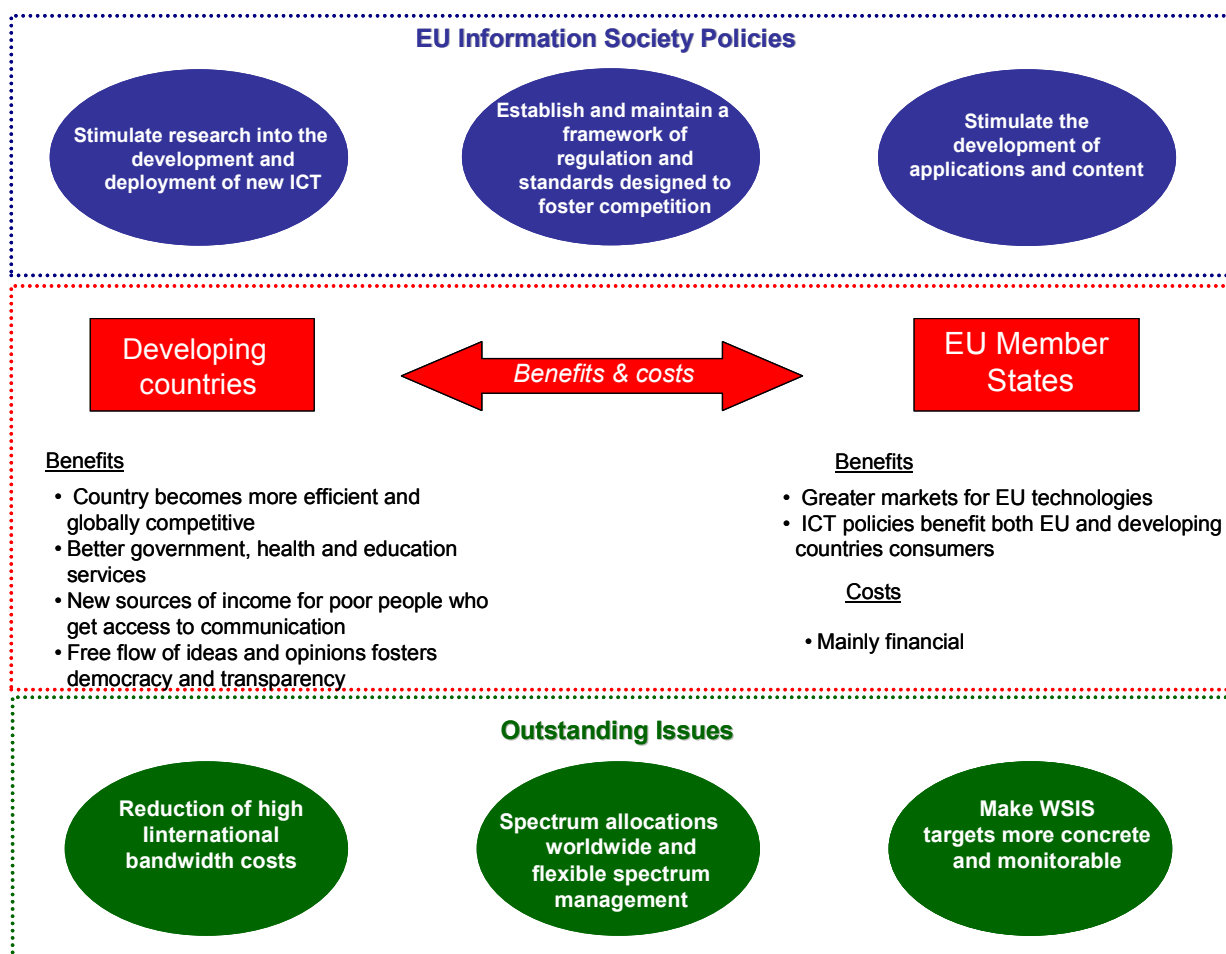 EU Information Society Policies
Stimulate research into the
development and
deployment of new ICT
Establish and maintain a
framework of
regulation and
standards designed to
foster competition
Stimulate the
development of
applications and content
Developing
countries
Benefits & costs
EU Member
States
Benefits
• Country becomes more efficient and
globally competitive
• Better government, health and education
services
• New sources of income for poor people who
get access to communication
• Free flow of ideas and opinions fosters
democracy and transparency
Benefits
• Greater markets for EU technologies
• ICT policies benefit both EU and developing
countries consumers
Costs
• Mainly financial
Outstanding Issues
Reduction of high
linternational
bandwidth costs
Spectrum allocations
worldwide and
flexible spectrum
management
Make WSIS
targets more concrete
and monitorable